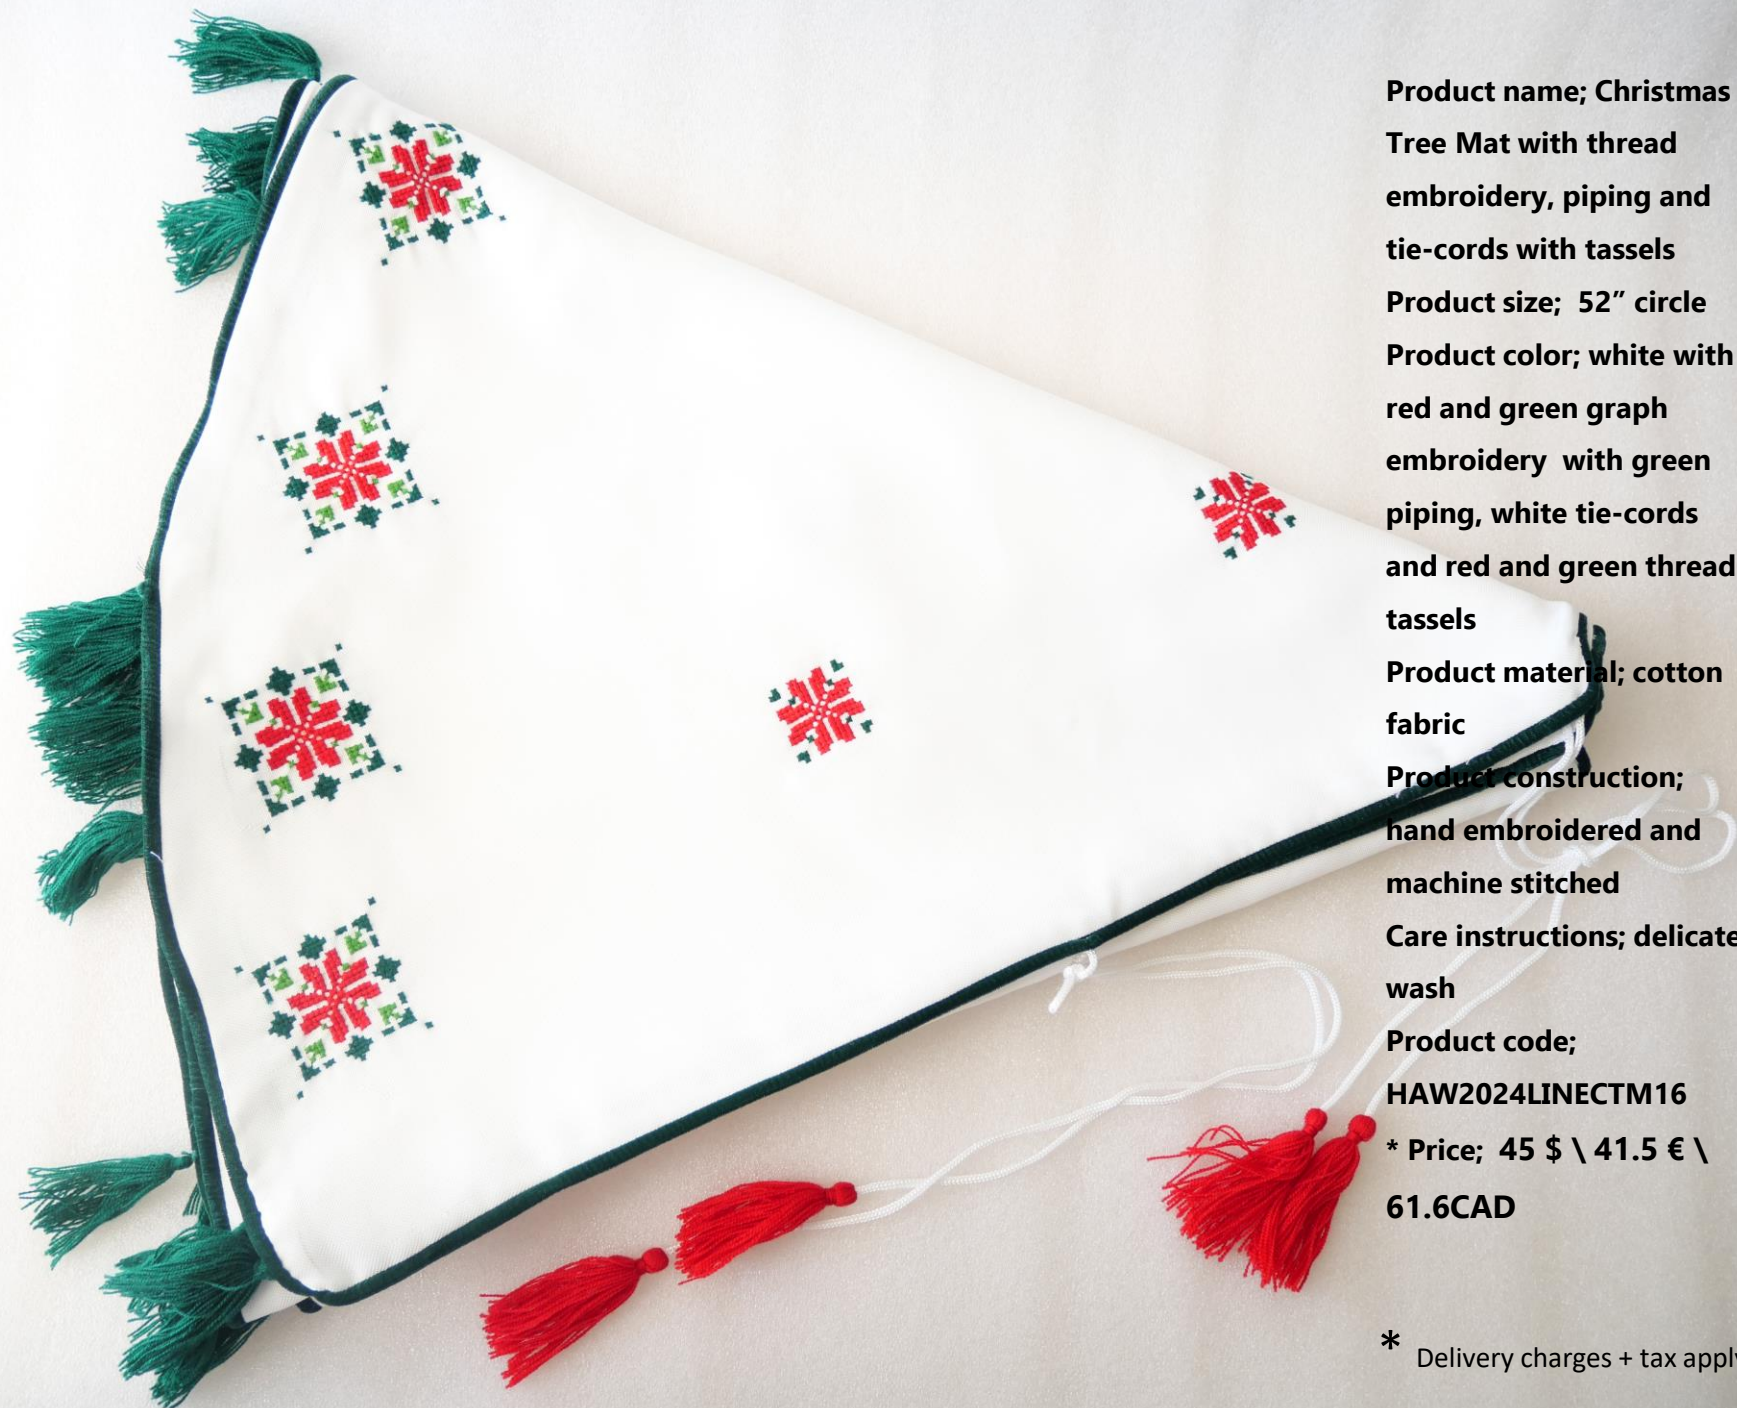 Product name; Christmas
Tree Mat with thread
embroidery, piping and
tie-cords with tassels
Product size;  52” circle
Product color; white with
red and green graph
embroidery  with green
piping, white tie-cords
and red and green thread
tassels
Product material; cotton
fabric
Product construction;
hand embroidered and
machine stitched
Care instructions; delicate
wash
Product code;
HAW2024LINECTM16
* Price;  45 $ \ 41.5 € \
61.6CAD
* Delivery charges + tax apply